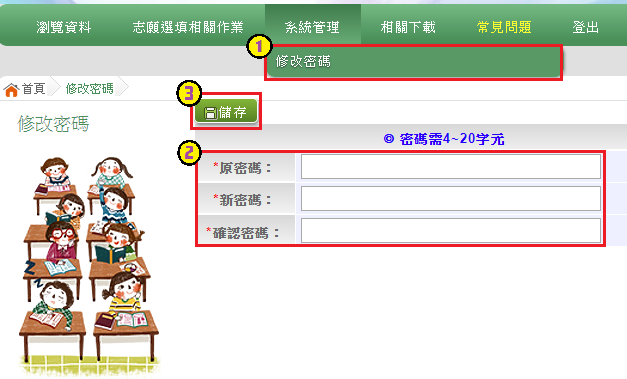 瀏覽資料 志願選填相關作業 系統管理 相關下載 常見問題 登出
1 修改密碼
首頁 修改密碼
3 儲存
修改密碼
◎ 密碼需4~20字元
2
*原密碼：
*新密碼：
*確認密碼：